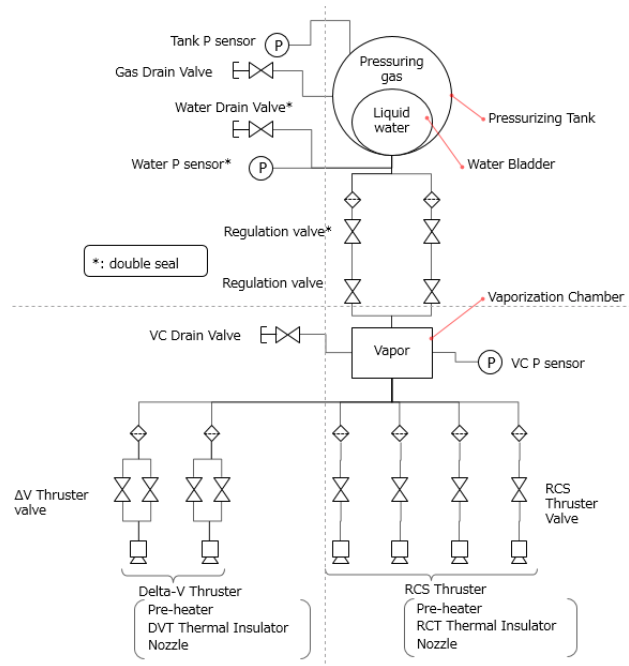 Tank P sensor
P
Gas Drain Valve
Pressuring
gas
Water Drain Valve*
Liquid
water
Pressurizing Tank
Water P sensor*
P
Water Bladder
Regulation valve*
*: double seal
Regulation valve
Vaporization Chamber
VC Drain Valve
Vapor
P
VC P sensor
ΔV Thruster
valve
RCS
Thruster
Valve
Delta-V Thruster
Pre-heater
DVT Thermal Insulator
Nozzle
RCS Thruster
Pre-heater
RCT Thermal Insulator
Nozzle